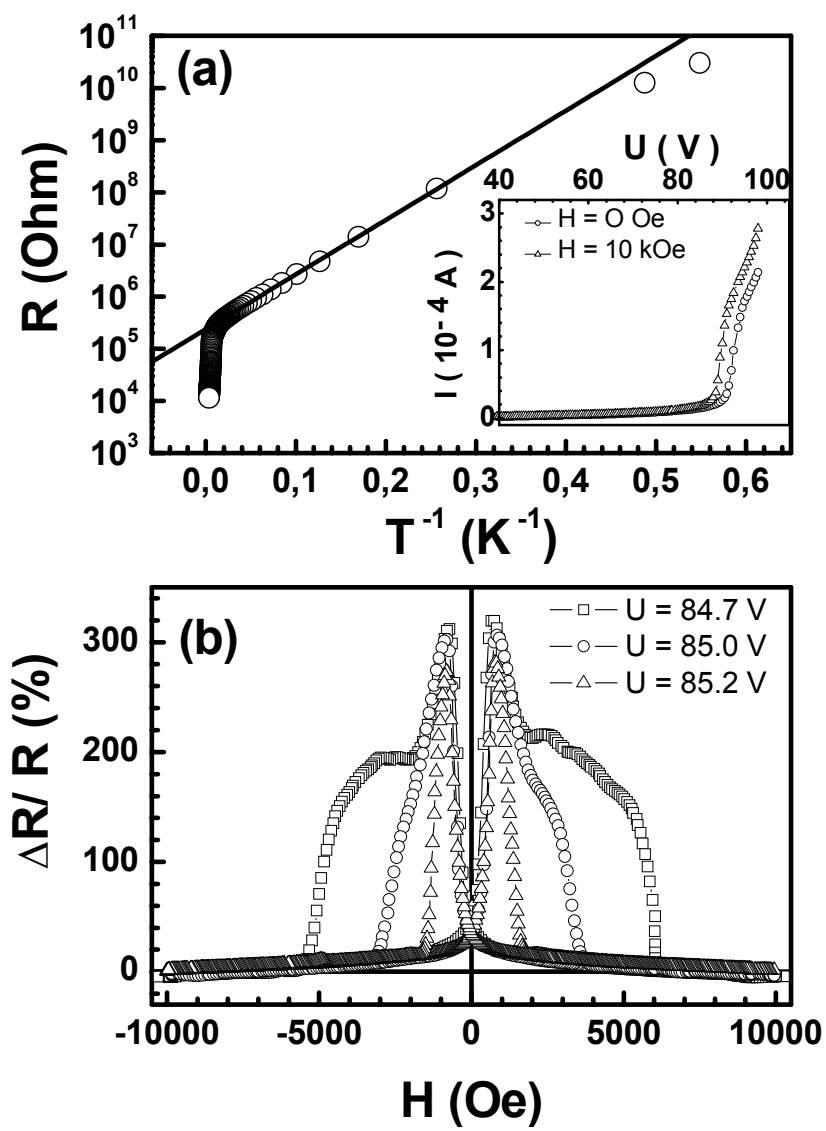 (a)
R (Ohm)
10^11
10^10
10^9
10^8
10^7
10^6
10^5
10^4
10^3
0,0 0,1 0,2 0,3 0,4 0,5 0,6
T^-1 (K^-1)
U ( V )
40 60 80 100
H = O Oe
H = 10 kOe
I ( 10^-4 A )
3
2
1
0
(b)
U = 84.7 V
U = 85.0 V
U = 85.2 V
ΔR/ R (%)
300
200
100
0
-10000 -5000 0 5000 10000
H (Oe)